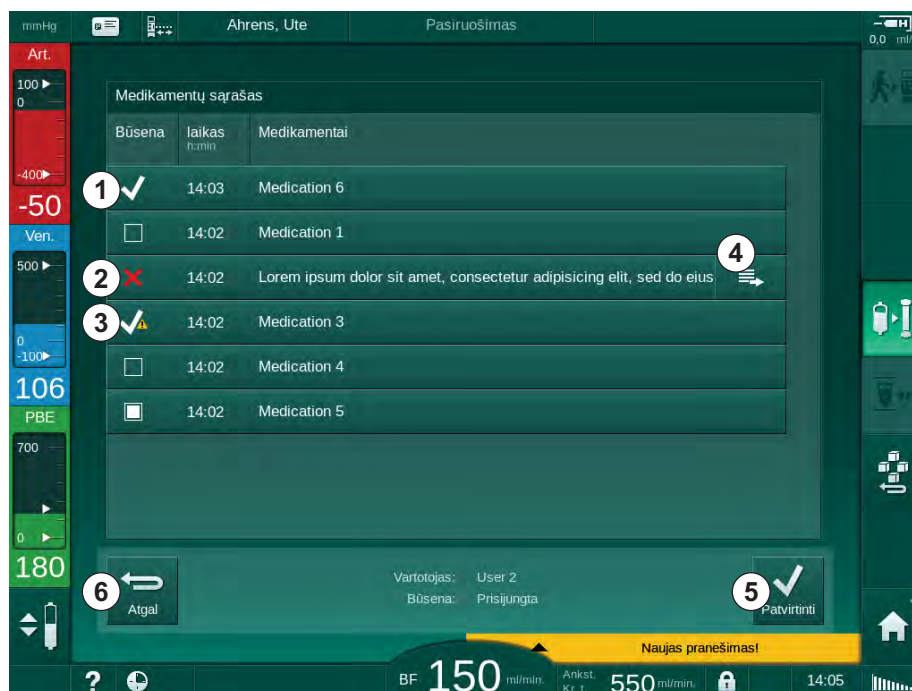 mmHg
Ahrens, Ute
Pasiruošimas
0,0 ml/
Art.
100
0
-400
-50
Ven.
500
0
-100
106
PBE
700
0
180
Medikamentų sąrašas
Būsena laikas Medikamentai
h:min
1 14:03 Medication 6
14:02 Medication 1
4
2 14:02 Lorem ipsum dolor sit amet, consectetur adipisicing elit, sed do eius
3 14:02 Medication 3
14:02 Medication 4
14:02 Medication 5
6 Atgal
Vartotojas: User 2
Būsena: Prisijungta
5 Patvirtinti
Naujas pranešimas!
? BF 150 ml/min. Ankst. 550 ml/min. 14:05
Kr. t.